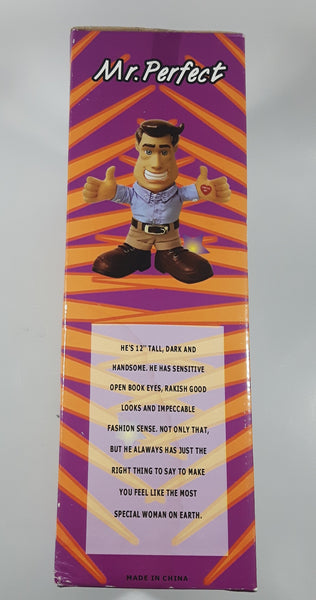 Mr. Perfect
HE'S 12" TALL, DARK AND
HANDSOME. HE HAS SENSITIVE
OPEN BOOK EYES, RAKISH GOOD
LOOKS AND IMPECCABLE
FASHION SENSE. NOT ONLY THAT,
BUT HE ALAWAYS HAS JUST THE
RIGHT THING TO SAY TO MAKE
YOU FEEL LIKE THE MOST
SPECIAL WOMAN ON EARTH.
MADE IN CHINA